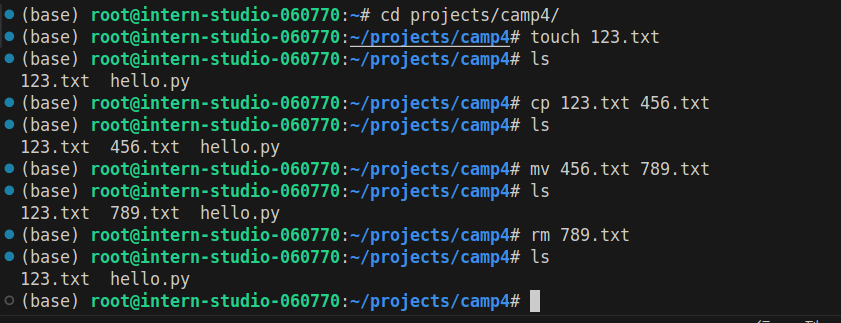 (base) root@intern-studio-060770:~# cd projects/camp4/
(base) root@intern-studio-060770:~/projects/camp4# touch 123.txt
(base) root@intern-studio-060770:~/projects/camp4# ls
123.txt  hello.py
(base) root@intern-studio-060770:~/projects/camp4# cp 123.txt 456.txt
(base) root@intern-studio-060770:~/projects/camp4# ls
123.txt  456.txt  hello.py
(base) root@intern-studio-060770:~/projects/camp4# mv 456.txt 789.txt
(base) root@intern-studio-060770:~/projects/camp4# ls
123.txt  789.txt  hello.py
(base) root@intern-studio-060770:~/projects/camp4# rm 789.txt
(base) root@intern-studio-060770:~/projects/camp4# ls
123.txt  hello.py
(base) root@intern-studio-060770:~/projects/camp4#